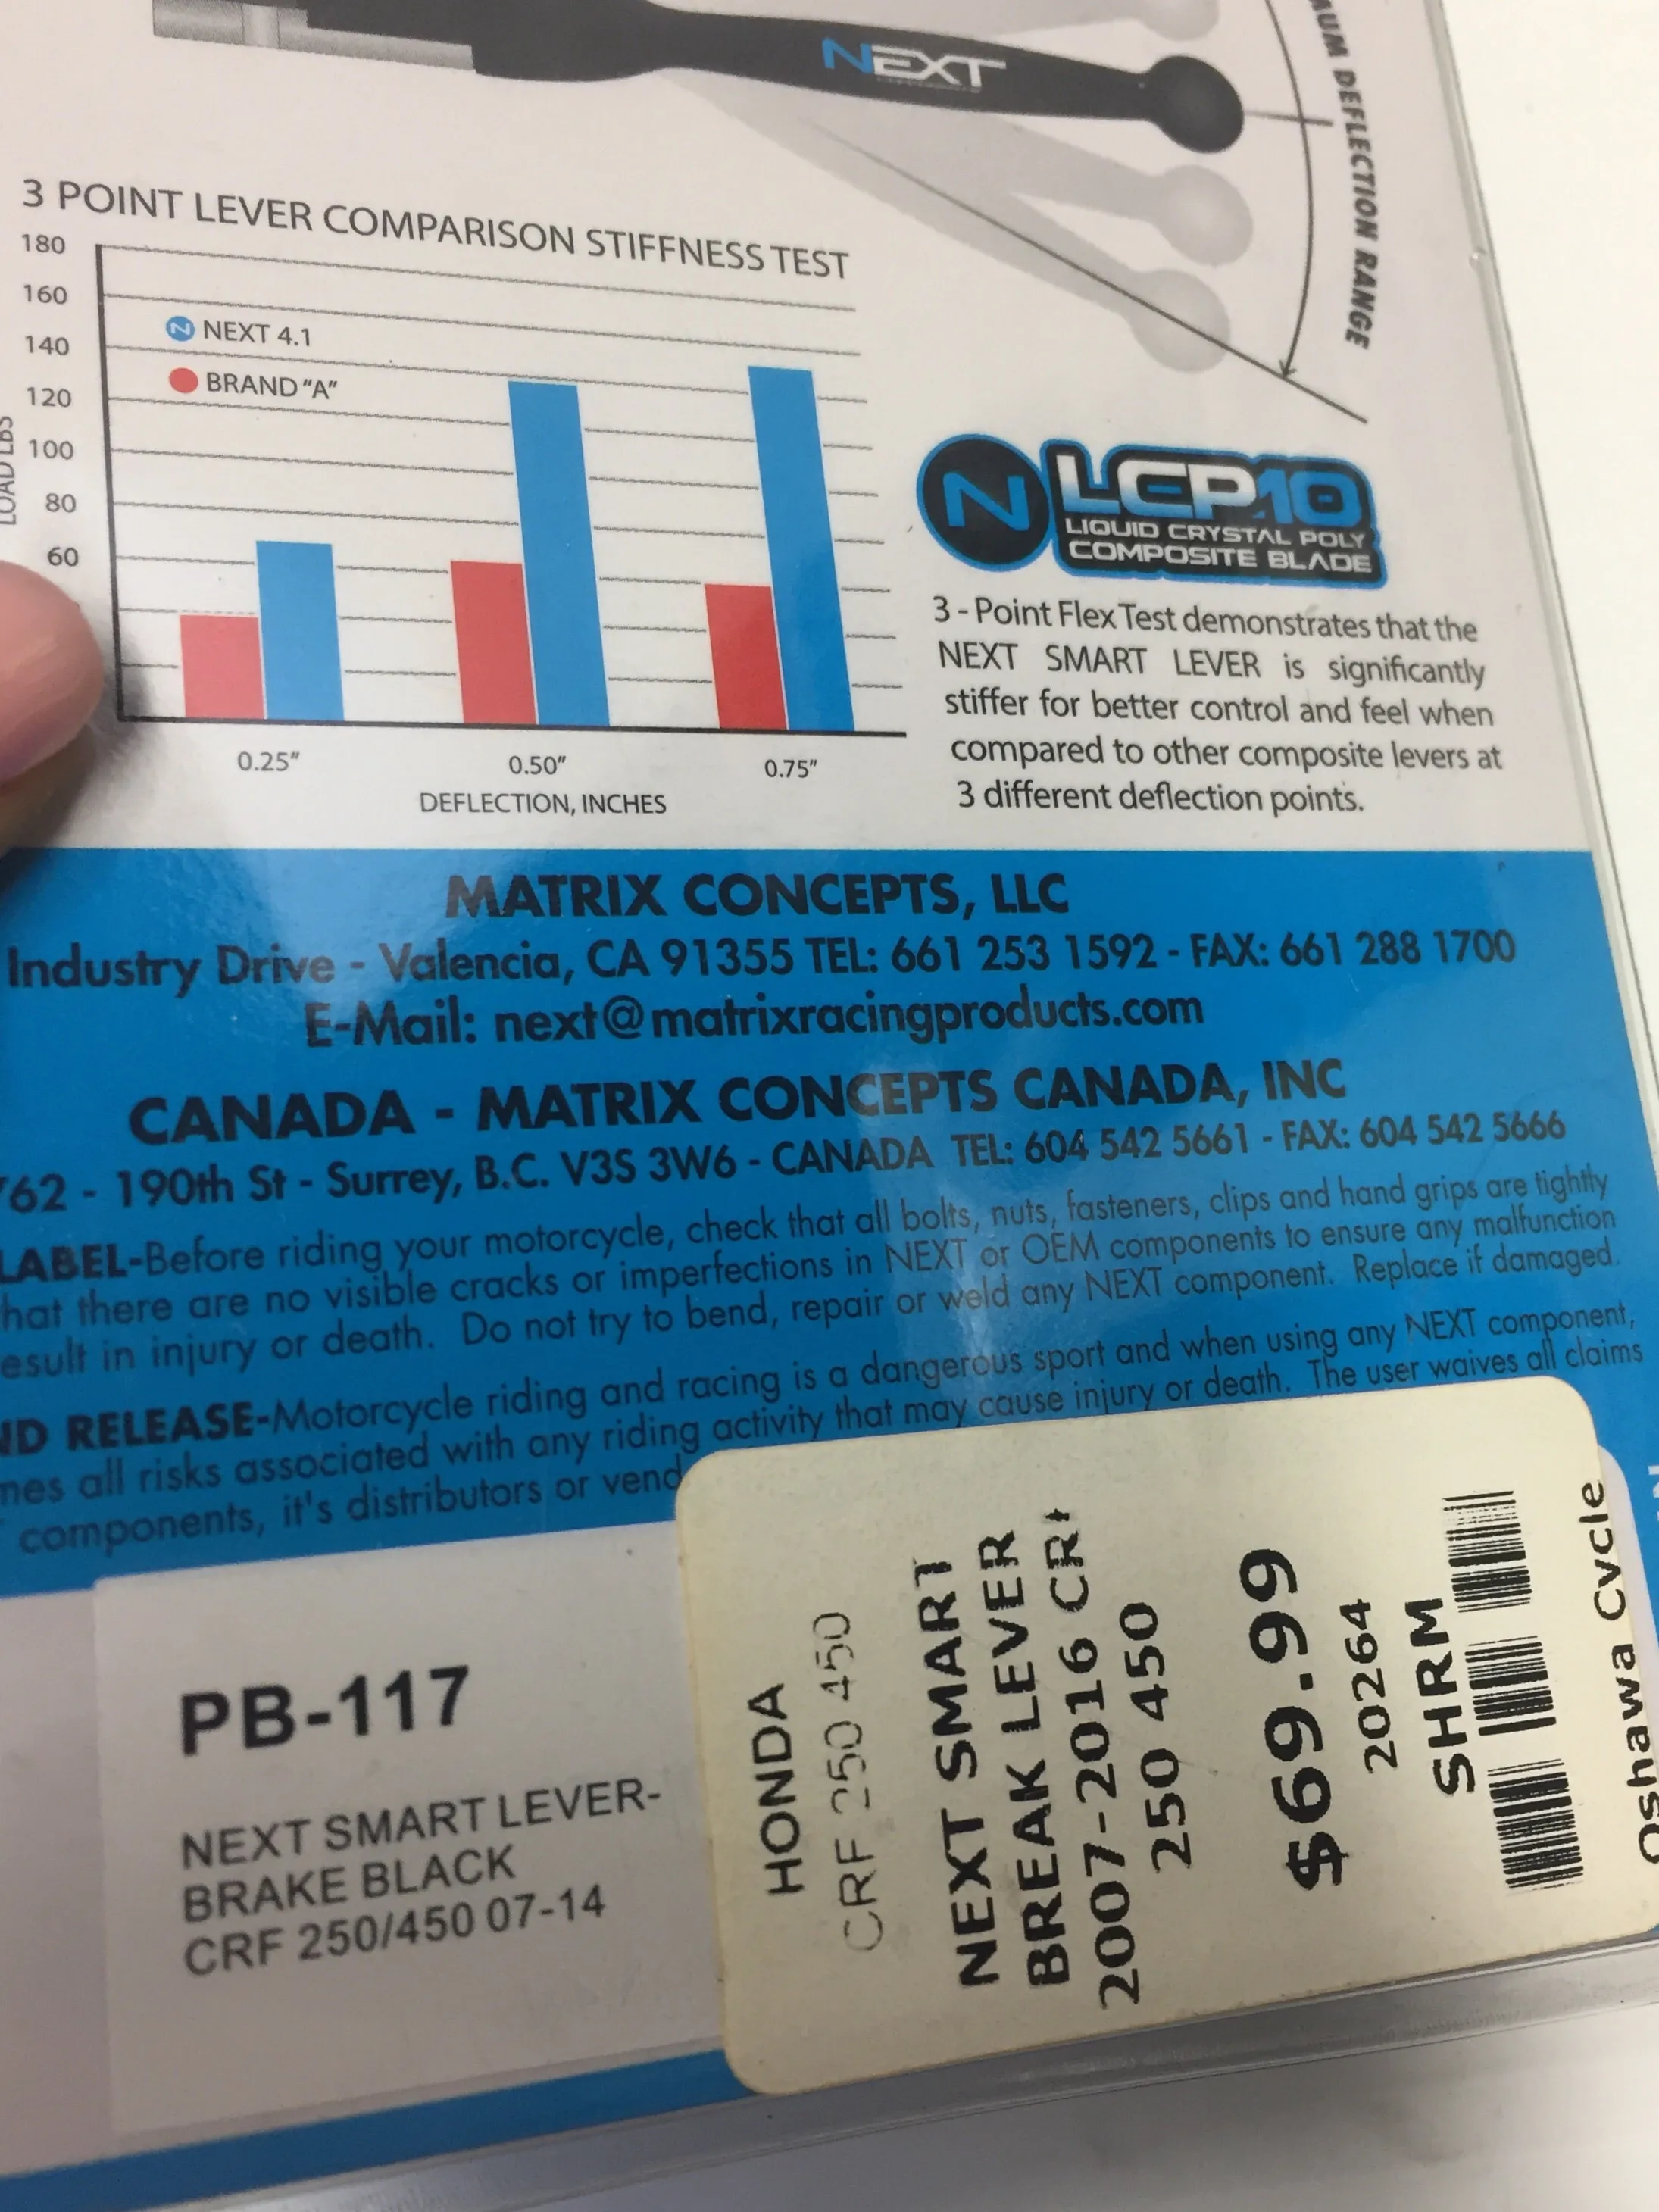 NEXT
MUM DEFLECTION RANGE
3 POINT LEVER COMPARISON STIFFNESS TEST
180
160
140
120
100
80
60
LOAD LBS
N NEXT 4.1
BRAND "A"
0.25"
0.50"
0.75"
DEFLECTION, INCHES
N LCP10
LIQUID CRYSTAL POLY
COMPOSITE BLADE
3 - Point Flex Test demonstrates that the
NEXT SMART LEVER is significantly
stiffer for better control and feel when
compared to other composite levers at
3 different deflection points.
MATRIX CONCEPTS, LLC
Industry Drive - Valencia, CA 91355 TEL: 661 253 1592 - FAX: 661 288 1700
E-Mail: next@matrixracingproducts.com
CANADA - MATRIX CONCEPTS CANADA, INC
62 - 190th St - Surrey, B.C. V3S 3W6 - CANADA TEL: 604 542 5661 - FAX: 604 542 5666
LABEL-Before riding your motorcycle, check that all bolts, nuts, fasteners, clips and hand grips are tightly
hat there are no visible cracks or imperfections in NEXT or OEM components to ensure any malfunction
esult in injury or death. Do not try to bend, repair or weld any NEXT component. Replace if damaged.
ND RELEASE-Motorcycle riding and racing is a dangerous sport and when using any NEXT component,
mes all risks associated with any riding activity that may cause injury or death. The user waives all claims
components, it's distributors or vend
PB-117
NEXT SMART LEVER-
BRAKE BLACK
CRF 250/450 07-14
HONDA
CRF 250 450
NEXT SMART
BREAK LEVER
2007-2016 CR
250 450
$69.99
20264
SHRM
Oshawa Cycle